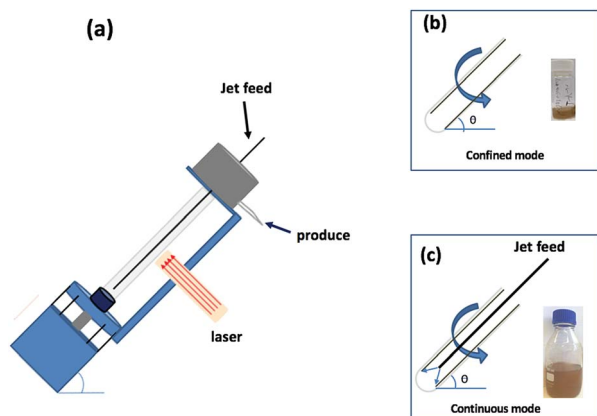 (a)
Jet feed
produce
laser
(b)
θ
Confined mode
(c)
Jet feed
θ
Continuous mode